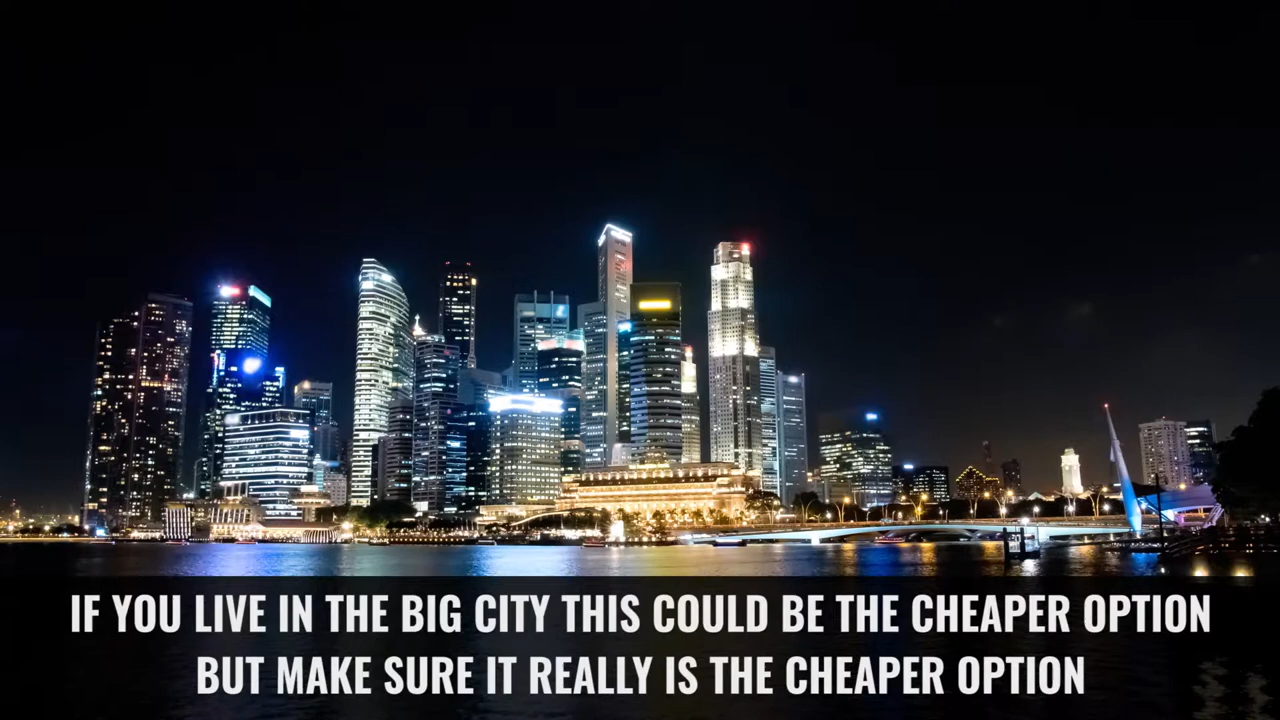 IF YOU LIVE IN THE BIG CITY THIS COULD BE THE CHEAPER OPTION
BUT MAKE SURE IT REALLY IS THE CHEAPER OPTION